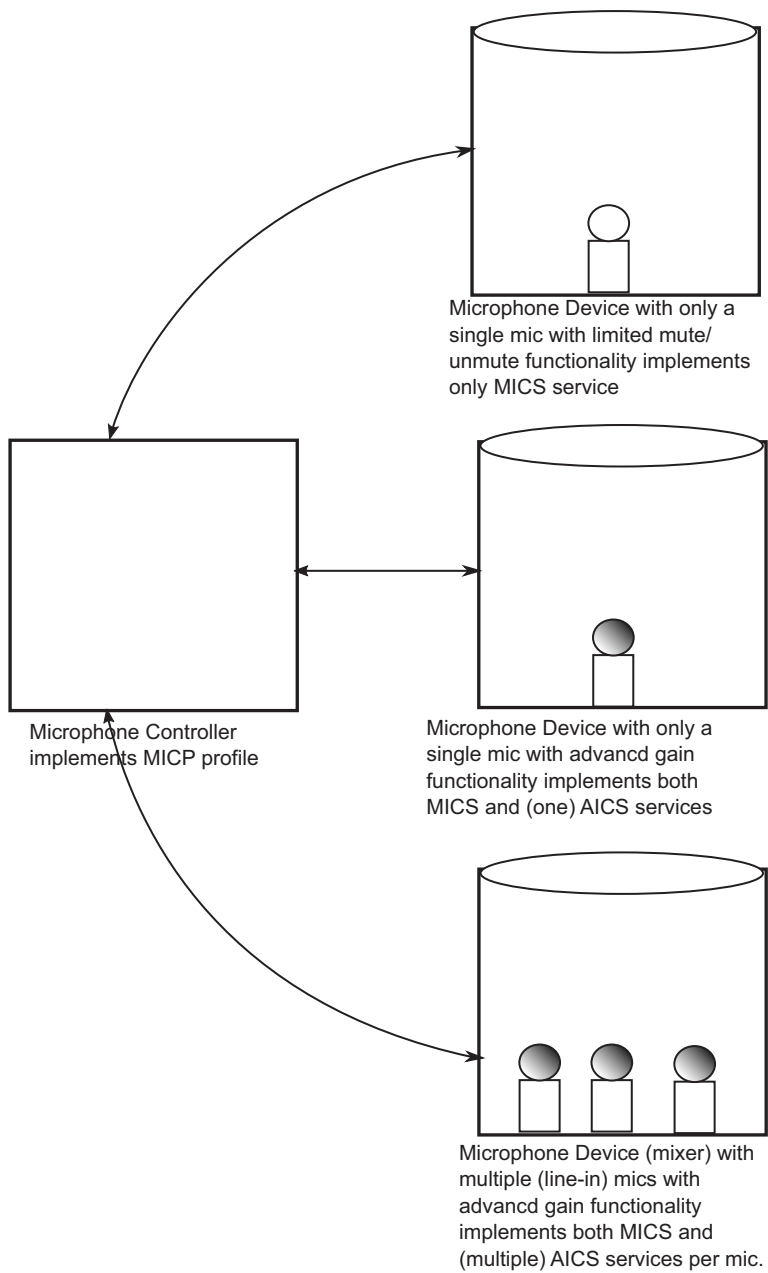 Microphone Device with only a
single mic with limited mute/
unmute functionality implements
only MICS service
Microphone Controller
implements MICP profile
Microphone Device with only a
single mic with advancd gain
functionality implements both
MICS and (one) AICS services
Microphone Device (mixer) with
multiple (line-in) mics with
advancd gain functionality
implements both MICS and
(multiple) AICS services per mic.